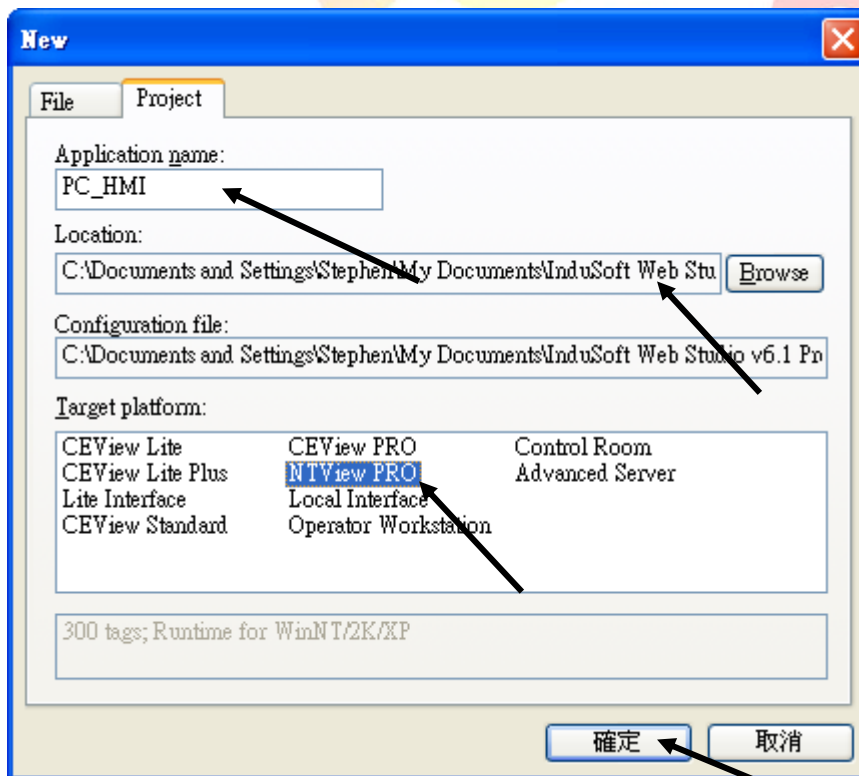 New
File Project
Application name:
PC_HMI
Location:
C:\Documents and Settings\Stephen\My Documents\InduSoft Web Stu Browse
Configuration file:
C:\Documents and Settings\Stephen\My Documents\InduSoft Web Studio v6.1 Pr
Target platform:
CEView Lite CEView PRO Control Room
CEView Lite Plus NTView PRO Advanced Server
Lite Interface Local Interface
CEView Standard Operator Workstation
300 tags; Runtime for WinNT/2K/XP
確定 取消